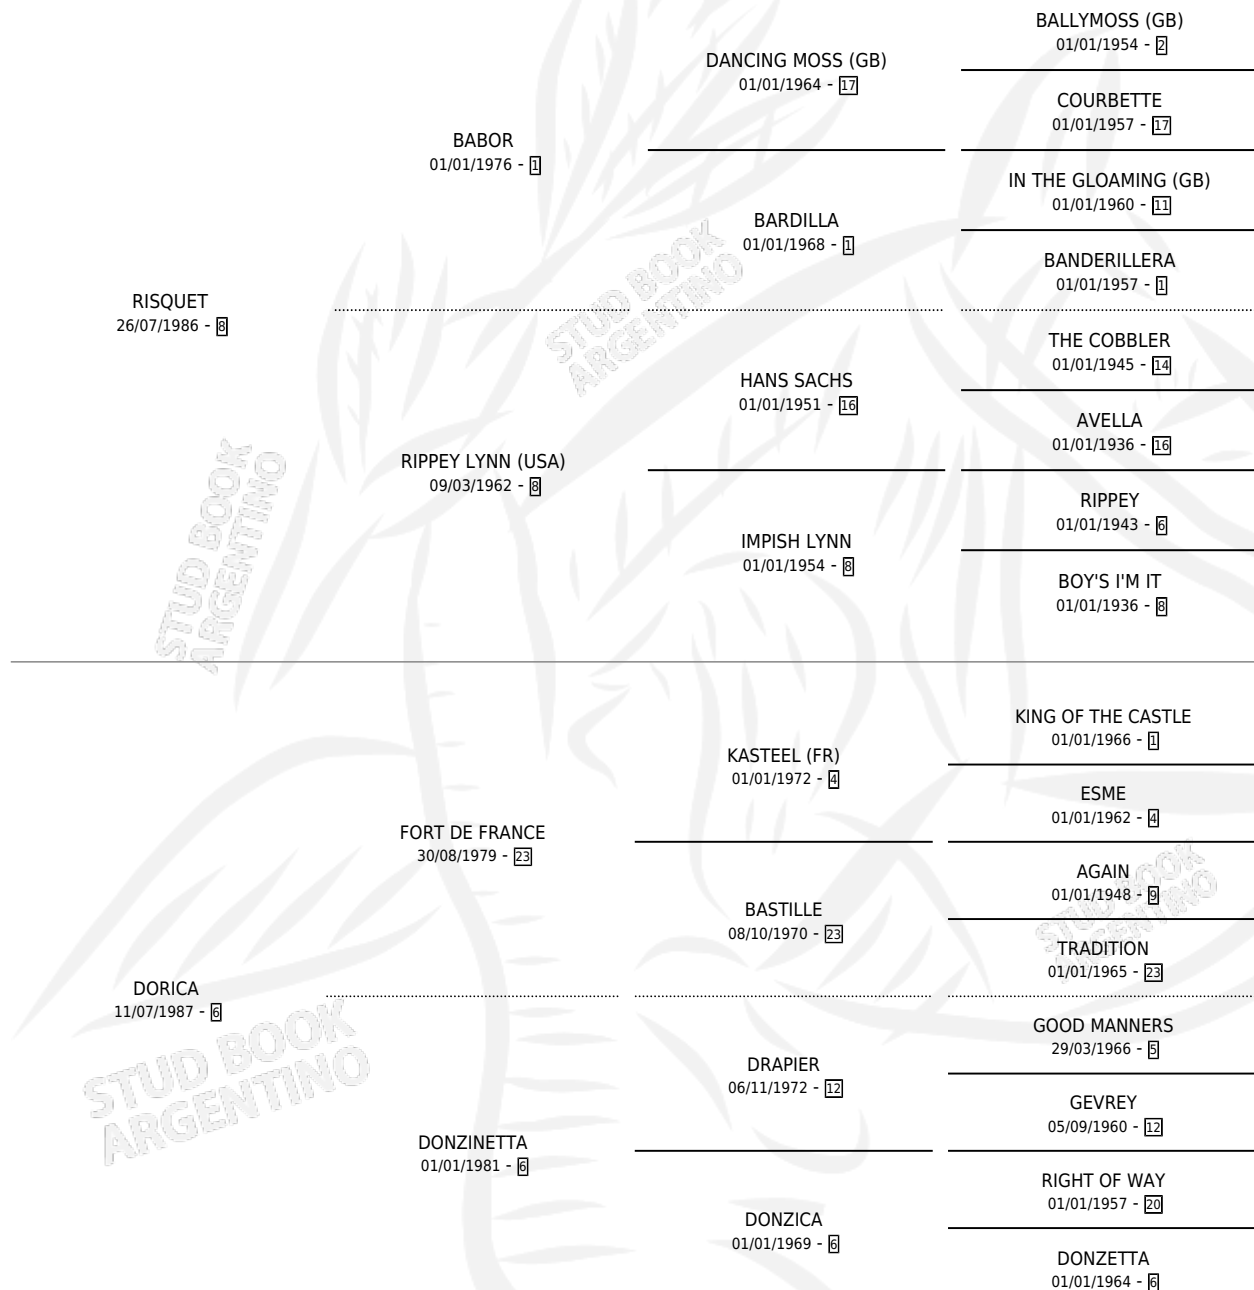 BALLYMOSS (GB)
01/01/1954 - 2
DANCING MOSS (GB)
01/01/1964 - 17
COURBETTE
01/01/1957 - 17
BABOR
01/01/1976 - 1
IN THE GLOAMING (GB)
01/01/1960 - 11
BARDILLA
01/01/1968 - 1
BANDERILLERA
01/01/1957 - 1
RISQUET
26/07/1986 - 8
THE COBBLER
01/01/1945 - 14
HANS SACHS
01/01/1951 - 16
AVELLA
01/01/1936 - 16
RIPPEY LYNN (USA)
09/03/1962 - 8
RIPPEY
01/01/1943 - 6
IMPISH LYNN
01/01/1954 - 8
BOY'S I'M IT
01/01/1936 - 8
STUD BOOK
ARGENTINO
STUD BOOK
ARGENTINO
KING OF THE CASTLE
01/01/1966 - 1
KASTEEL (FR)
01/01/1972 - 4
ESME
01/01/1962 - 4
FORT DE FRANCE
30/08/1979 - 23
AGAIN
01/01/1948 - 9
BASTILLE
08/10/1970 - 23
TRADITION
01/01/1965 - 23
DORICA
11/07/1987 - 6
GOOD MANNERS
29/03/1966 - 5
DRAPIER
06/11/1972 - 12
GEVREY
05/09/1960 - 12
DONZINETTA
01/01/1981 - 6
RIGHT OF WAY
01/01/1957 - 20
DONZICA
01/01/1969 - 6
DONZETTA
01/01/1964 - 6
STUD BOOK
ARGENTINO
STUD BOOK
ARGENTINO